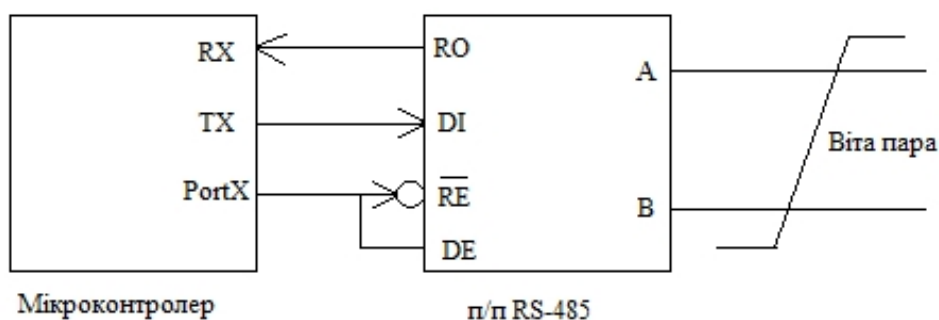 RX
RO
A
TX
DI
Віта пара
PortX
RE
B
DE
Мікроконтролер
п/п RS-485